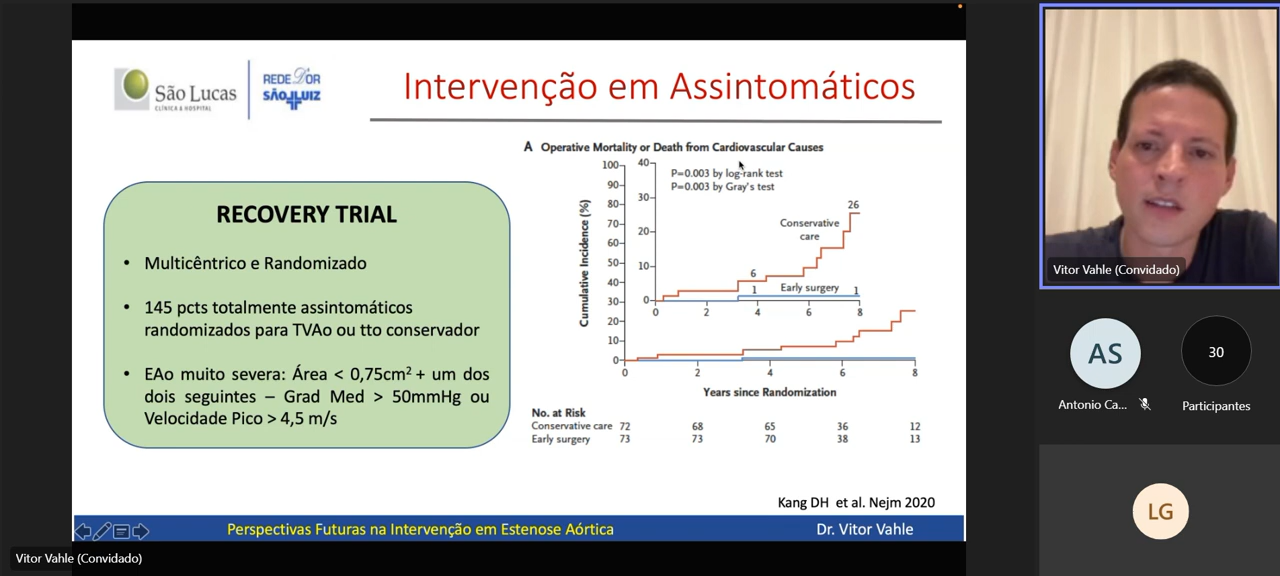 São Lucas
CLÍNICA & HOSPITAL
REDE D'OR
SÃO LUIZ
Intervenção em Assintomáticos
RECOVERY TRIAL
• Multicêntrico e Randomizado
• 145 pcts totalmente assintomáticos
randomizados para TVAo ou tto conservador
• EAo muito severa: Área < 0,75cm² + um dos
dois seguintes – Grad Med > 50mmHg ou
Velocidade Pico > 4,5 m/s
A Operative Mortality or Death from Cardiovascular Causes
P=0.003 by log-rank test
P=0.003 by Gray's test
Cumulative Incidence (%)
100
90
80
70
60
50
40
30
20
10
0
40
30
20
10
0
Conservative
care
26
6
1
Early surgery
1
0 2 4 6 8
0 2 4 6 8
Years since Randomization
No. at Risk
Conservative care 72 68 65 36 12
Early surgery 73 73 70 38 13
Kang DH et al. Nejm 2020
Perspectivas Futuras na Intervenção em Estenose Aórtica
Dr. Vitor Vahle
Vitor Vahle (Convidado)
Vitor Vahle (Convidado)
AS
Antonio Ca...
30
Participantes
LG